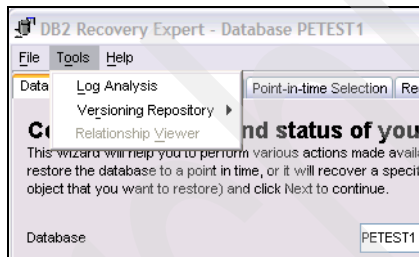 DB2 Recovery Expert - Database PETEST1
File Tools Help
Data Point-in-time Selection Re
Log Analysis
Versioning Repository
Relationship Viewer
Co nd status of you
This wizard will help you to perform various actions made availa
restore the database to a point in time, or it will recover a specif
object that you want to restore) and click Next to continue.
Database PETEST1